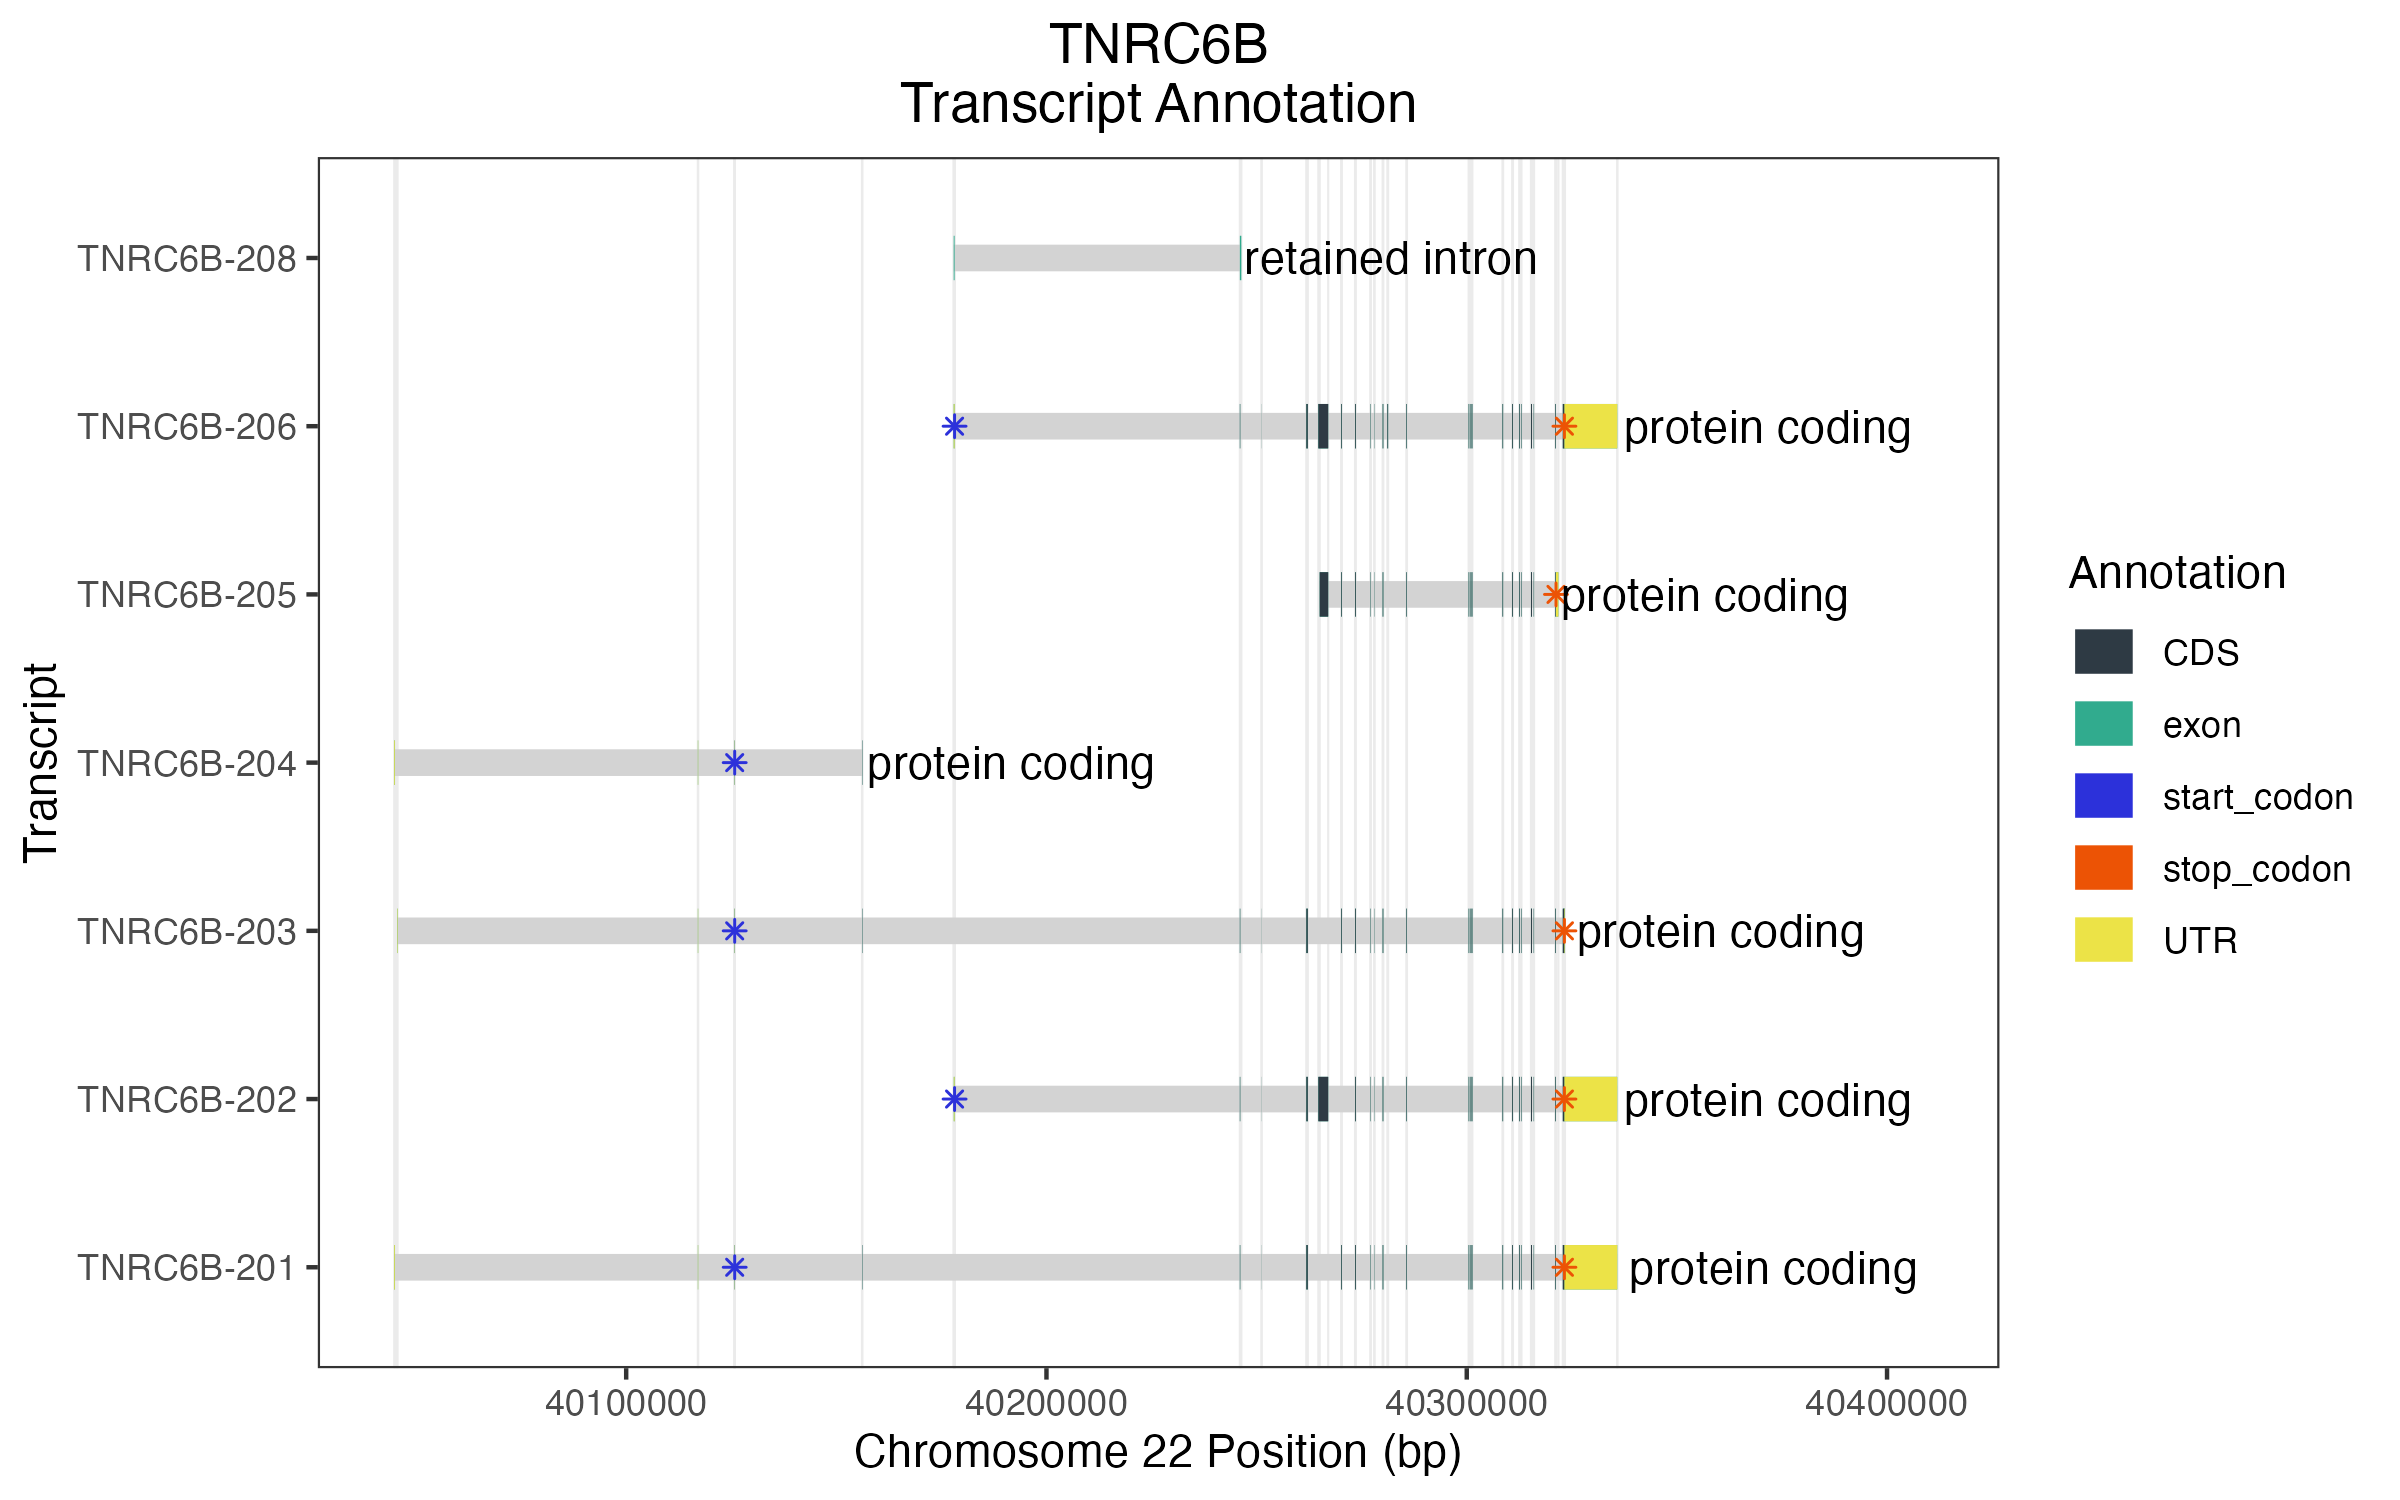 TNRC6B
Transcript Annotation
TNRC6B-208
retained intron
TNRC6B-206
protein coding
TNRC6B-205
protein coding
TNRC6B-204
protein coding
TNRC6B-203
protein coding
TNRC6B-202
protein coding
TNRC6B-201
protein coding
Transcript
40100000
40200000
40300000
40400000
Chromosome 22 Position (bp)
Annotation
CDS
exon
start_codon
stop_codon
UTR